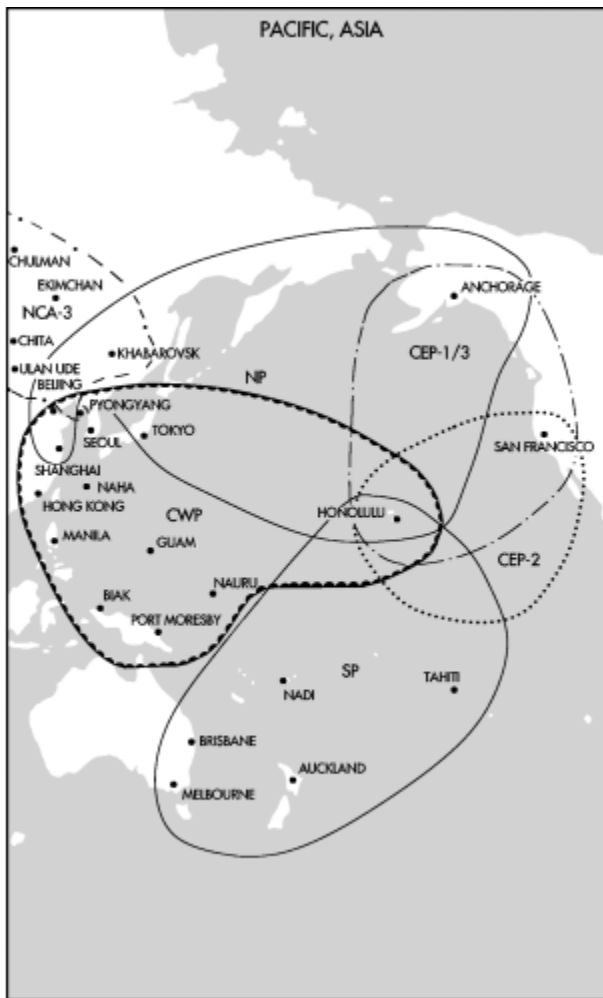 PACIFIC, ASIA
CHULMAN
EKIMCHAN
ANCHORAGE
NCA-3
CHITA
KHABAROVSK
CEP-1/3
ULAN UDE
NP
BEIJING
PYONGYANG
TOKYO
SEOUL
SAN FRANCISCO
SHANGHAI
NAHA
HONG KONG
CWP
HONOLULU
MANILA
GUAM
CEP-2
NAURU
BIAK
PORT MORESBY
SP
TAHITI
NADI
BRISBANE
AUCKLAND
MELBOURNE